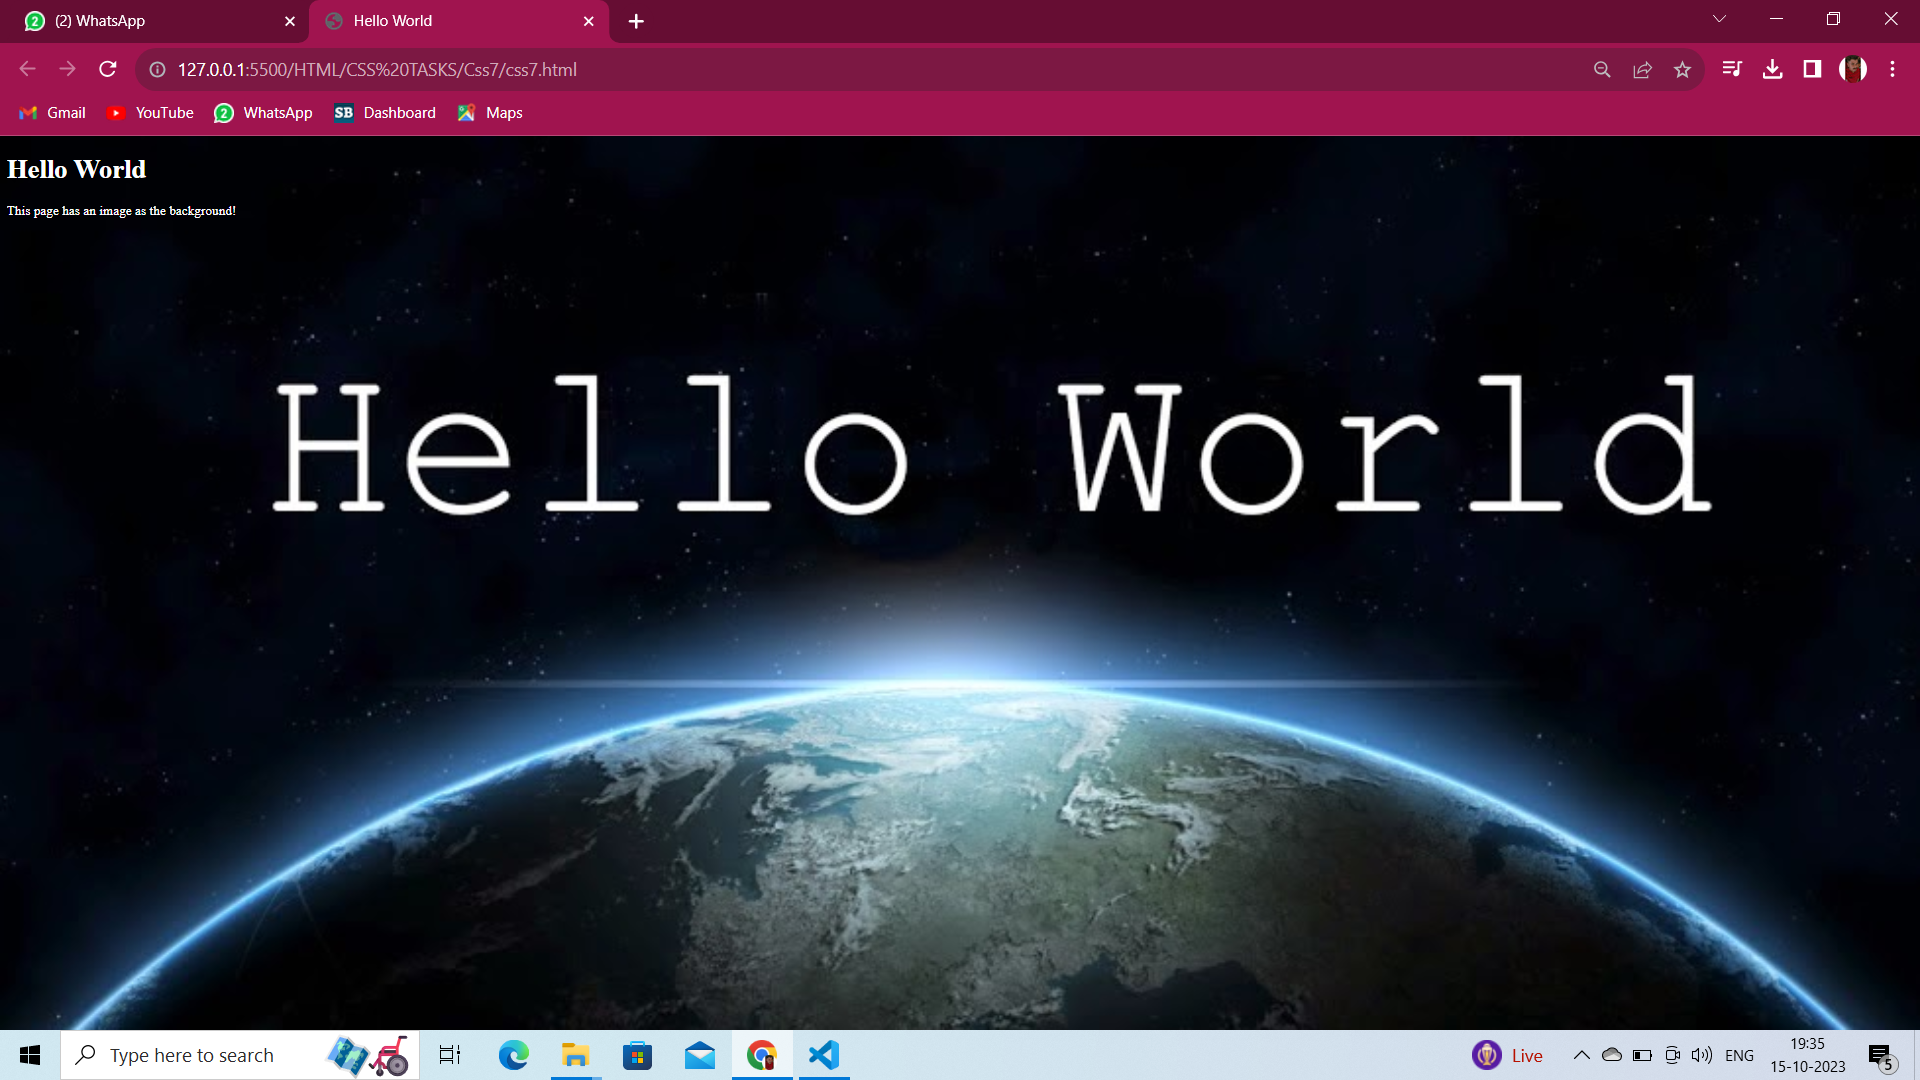 (2) WhatsApp
Hello World
127.0.0.1:5500/HTML/CSS%20TASKS/Css7/css7.html
Gmail YouTube WhatsApp SB Dashboard Maps
Hello World
This page has an image as the background!
Hello World
Type here to search
Live
ENG
19:35
15-10-2023
5